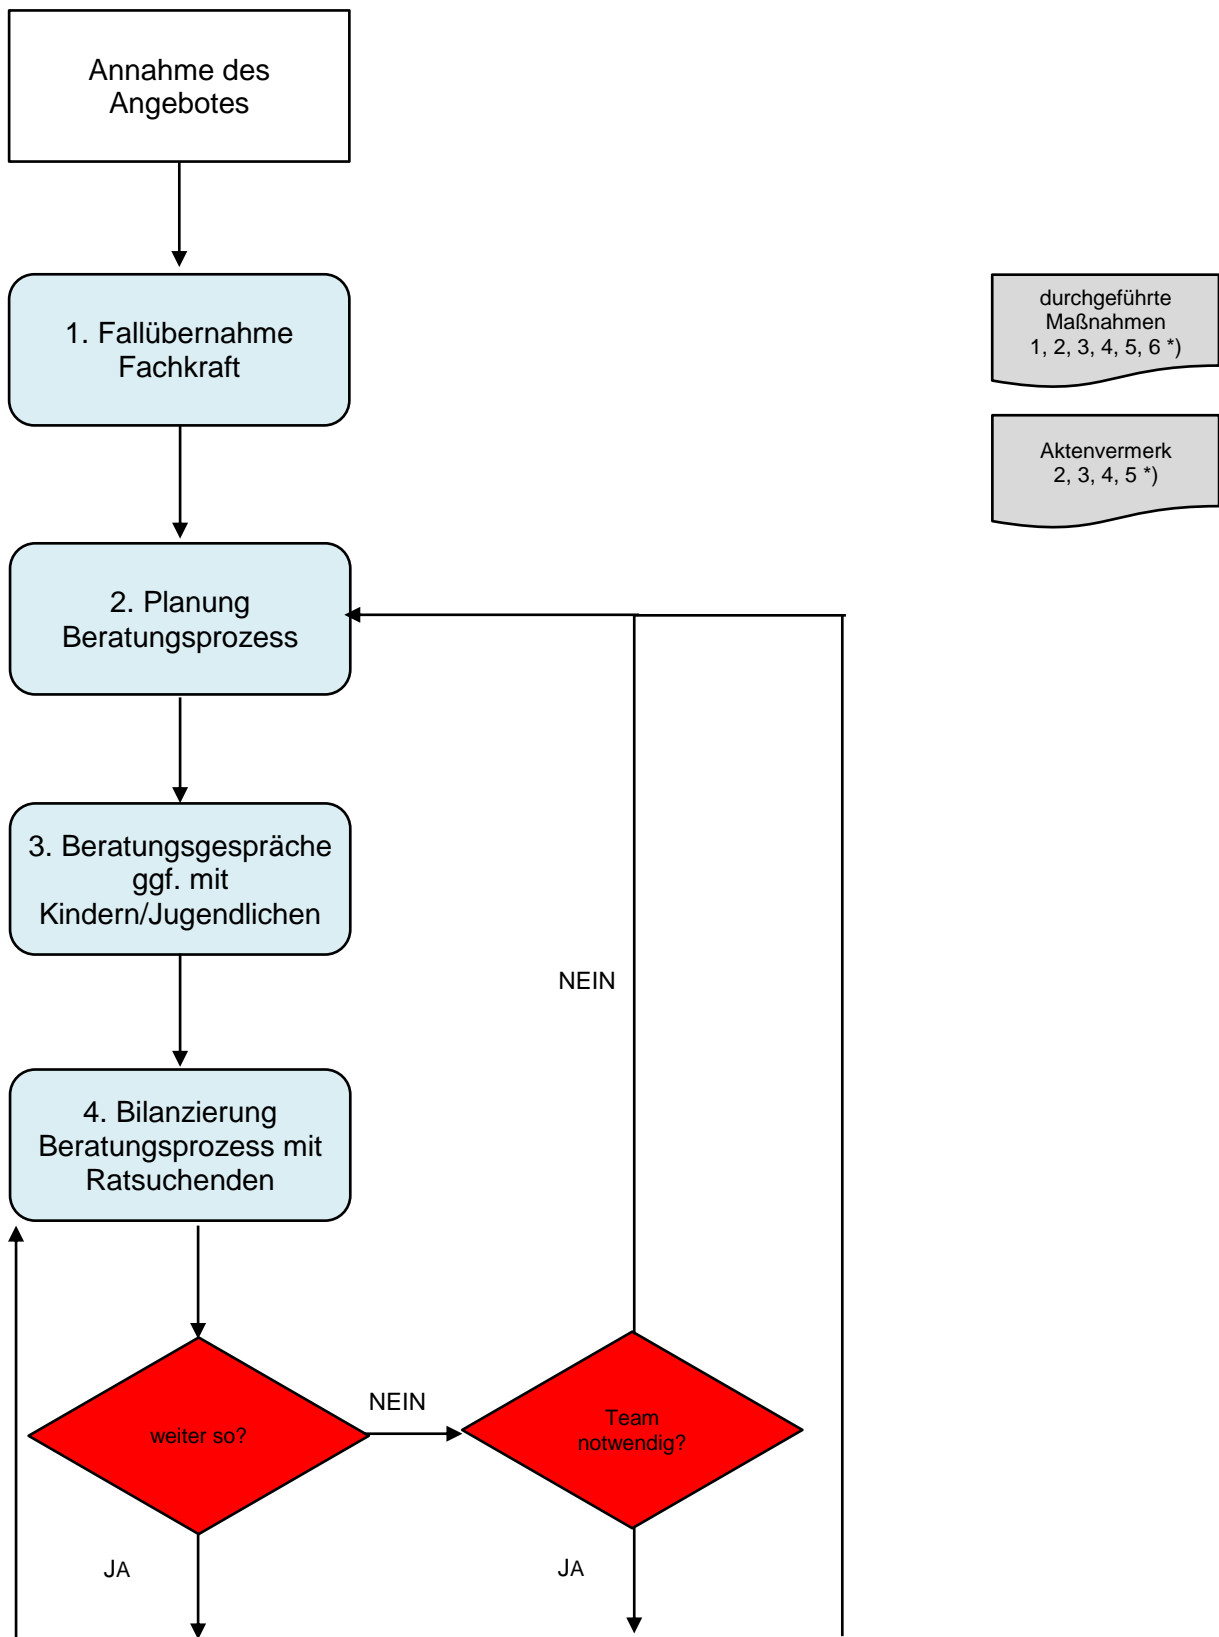 Annahme des
Angebotes
1. Fallübernahme
Fachkraft
durchgeführte
Maßnahmen
1, 2, 3, 4, 5, 6 *)
Aktenvermerk
2, 3, 4, 5 *)
2. Planung
Beratungsprozess
3. Beratungsgespräche
ggf. mit
Kindern/Jugendlichen
NEIN
4. Bilanzierung
Beratungsprozess mit
Ratsuchenden
weiter so?
NEIN
Team
notwendig?
JA
JA